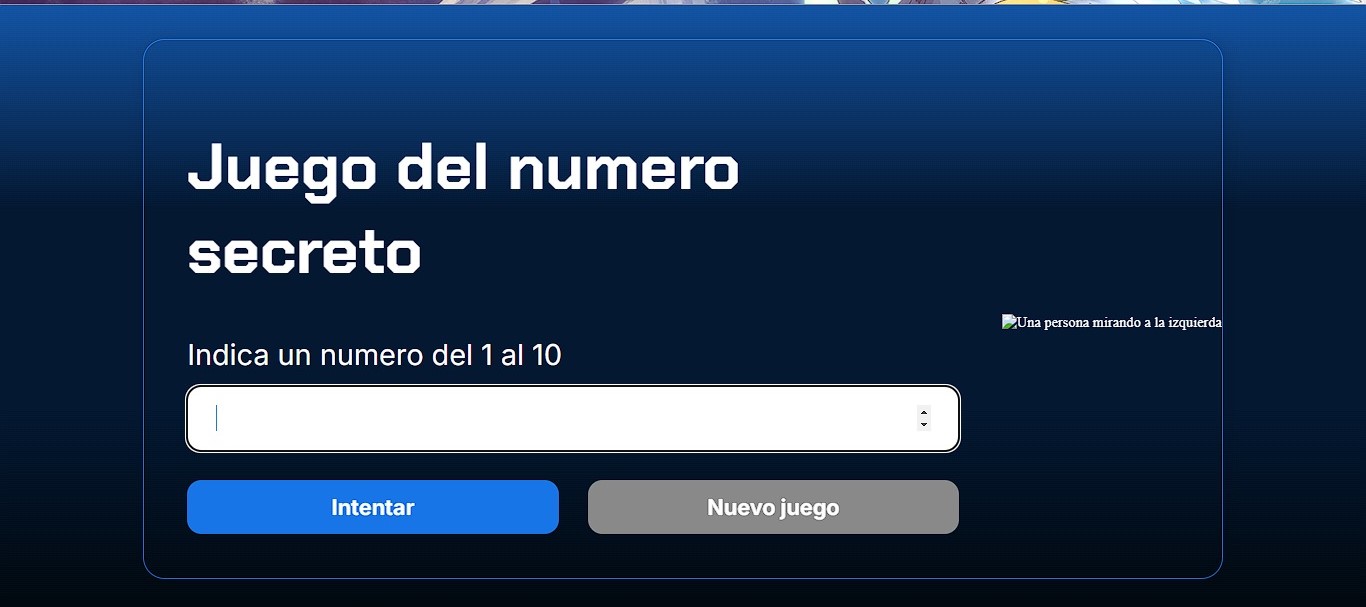 Juego del numero
secreto
Una persona mirando a la izquierda
Indica un numero del 1 al 10
Intentar
Nuevo juego